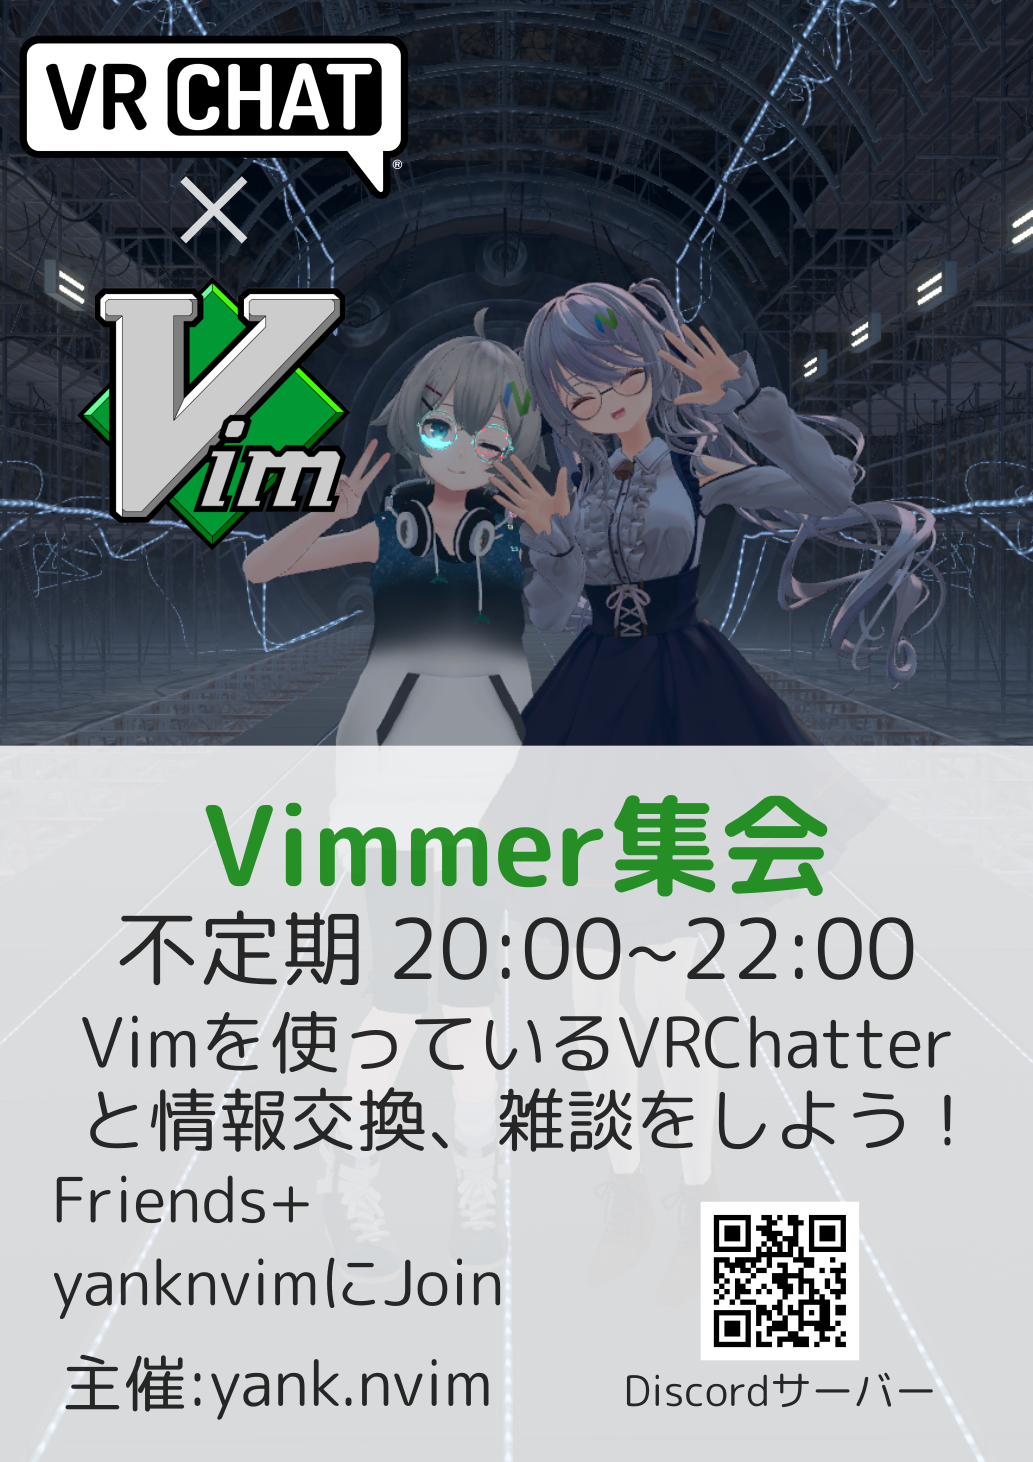 VRCHAT
®
×
Vim
Vimmer集会
不定期 20:00~22:00
Vimを使っているVRChatter
と情報交換、雑談をしよう！
Friends+
yanknvimにJoin
主催:yank.nvim
Discordサーバー